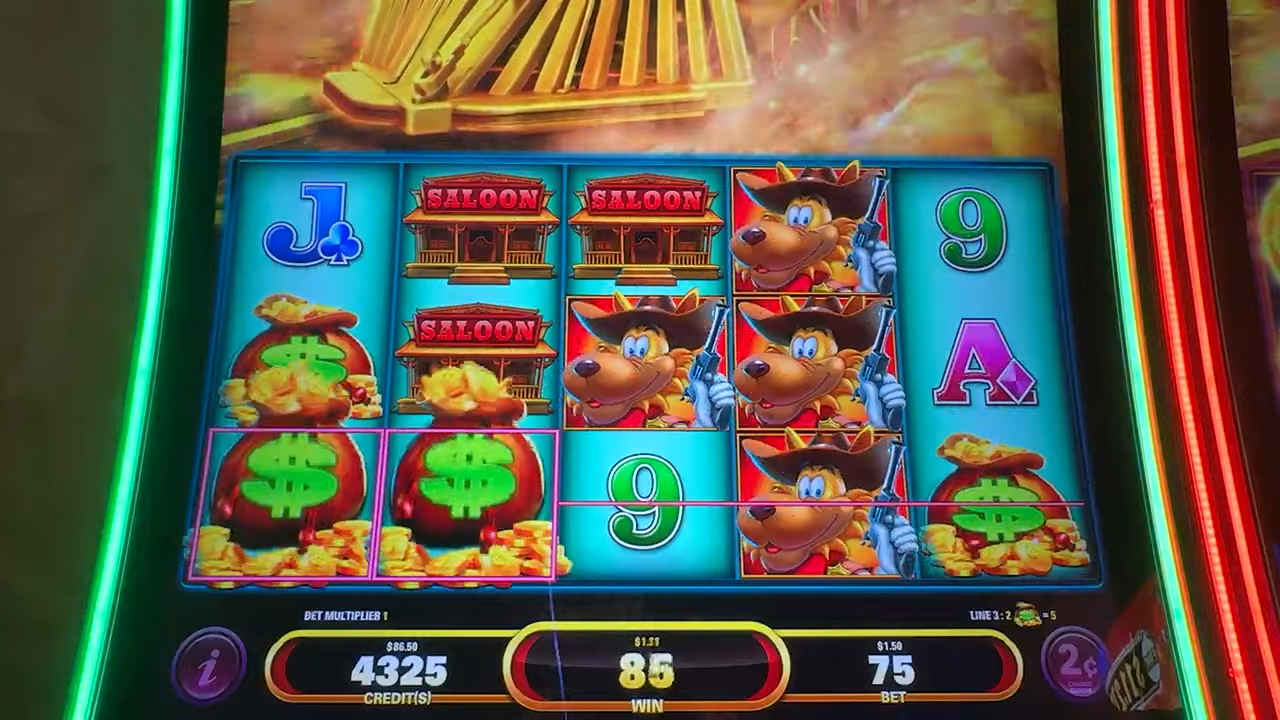 J
SALOON
SALOON
9
$
SALOON
A
$
$
9
$
BET MULTIPLIER 1
LINE 3 : 2 = 5
$86.50
4325
CREDIT(S)
WIN
$1.50
75
BET
i
2¢